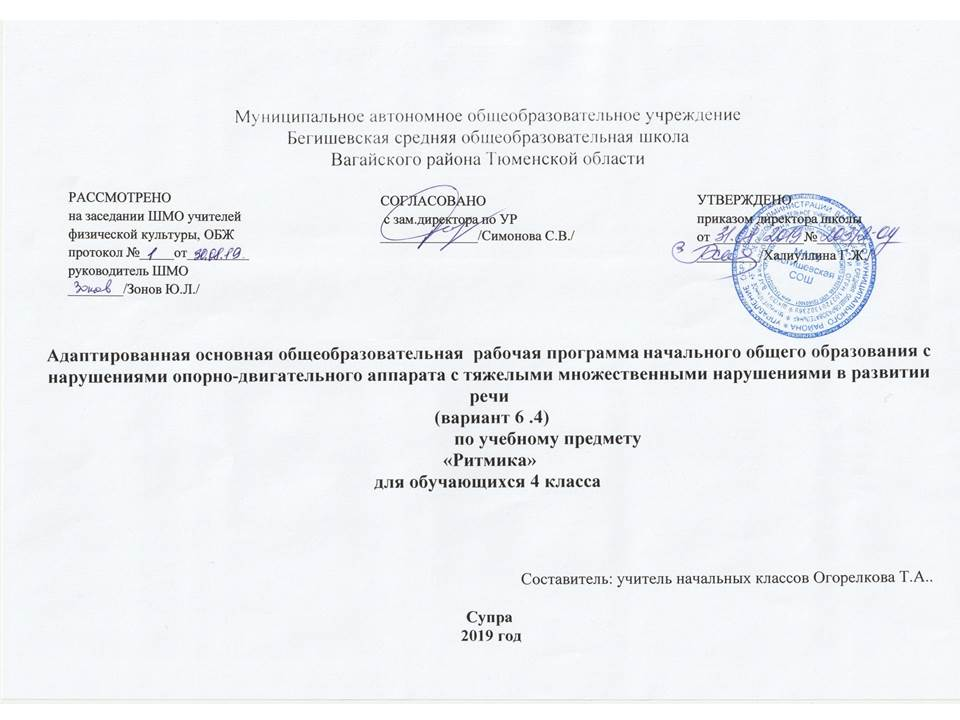 Муниципальное автономное общеобразовательное учреждение
Бегишевская средняя общеобразовательная школа
Вагайского района Тюменской области
РАССМОТРЕНО
на заседании ШМО учителей
физической культуры, ОБЖ
протокол № 1 от 30.08.19.
руководитель ШМО
Зонов /Зонов Ю.Л./
СОГЛАСОВАНО
с зам.директора по УР
/Симонова С.В./
УТВЕРЖДЕНО
приказом директора школы
от 31. 2019 №
/Халиуллина Г.Ж./
Бегишевская
СОШ
Адаптированная основная общеобразовательная рабочая программа начального общего образования с
нарушениями опорно-двигательного аппарата с тяжелыми множественными нарушениями в развитии
речи
(вариант 6 .4)
по учебному предмету
«Ритмика»
для обучающихся 4 класса
Составитель: учитель начальных классов Огорелкова Т.А..
Супра
2019 год